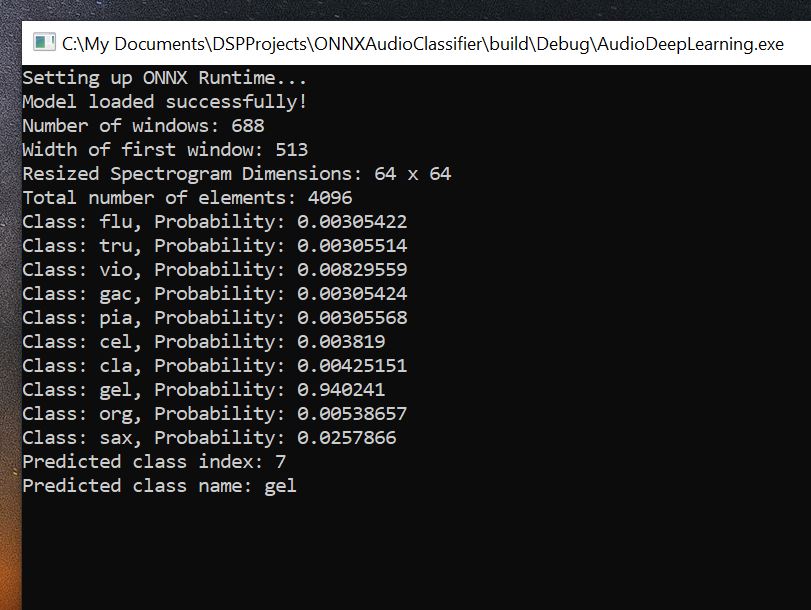 C:\My Documents\DSPProjects\ONNXAudioClassifier\build\Debug\AudioDeepLearning.exe
Setting up ONNX Runtime...
Model loaded successfully!
Number of windows: 688
Width of first window: 513
Resized Spectrogram Dimensions: 64 x 64
Total number of elements: 4096
Class: flu, Probability: 0.00305422
Class: tru, Probability: 0.00305514
Class: vio, Probability: 0.00829559
Class: gac, Probability: 0.00305424
Class: pia, Probability: 0.00305568
Class: cel, Probability: 0.003819
Class: cla, Probability: 0.00425151
Class: gel, Probability: 0.940241
Class: org, Probability: 0.00538657
Class: sax, Probability: 0.0257866
Predicted class index: 7
Predicted class name: gel